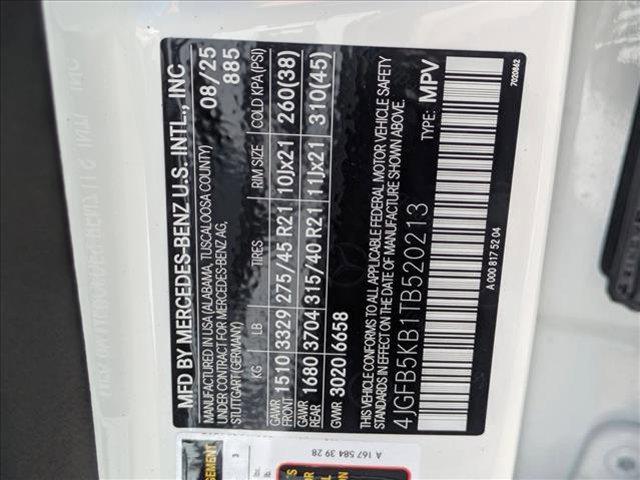 MFD BY MERCEDES-BENZ U.S. INTL., INC.
MANUFACTURED IN USA (ALABAMA, TUSCALOOSA COUNTY) 08/25
UNDER CONTRACT FOR MERCEDES-BENZ AG, 885
STUTTGART (GERMANY)
KG LB TIRES RIM SIZE COLD KPA (PSI)
GAWR FRONT 1510 3329 275/45 R21 10Jx21 260(38)
GAWR REAR 1680 3704 315/40 R21 11Jx21 310(45)
GVWR 3020/6658
THIS VEHICLE CONFORMS TO ALL APPLICABLE FEDERAL MOTOR VEHICLE SAFETY
STANDARDS IN EFFECT ON THE DATE OF MANUFACTURE SHOWN ABOVE.
4JGFB5KB1TB520213 TYPE: MPV
A 000 817 52 04 7020842
A 167 584 39 28